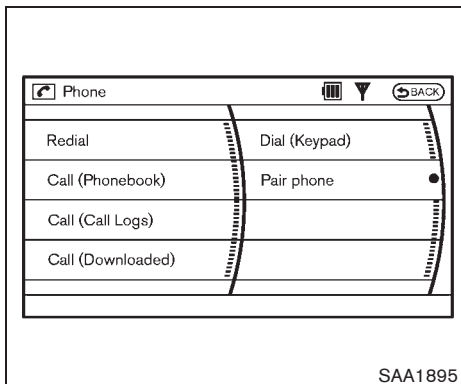 Phone
BACK
Redial
Call (Phonebook)
Call (Call Logs)
Call (Downloaded)
Dial (Keypad)
Pair phone
SAA1895